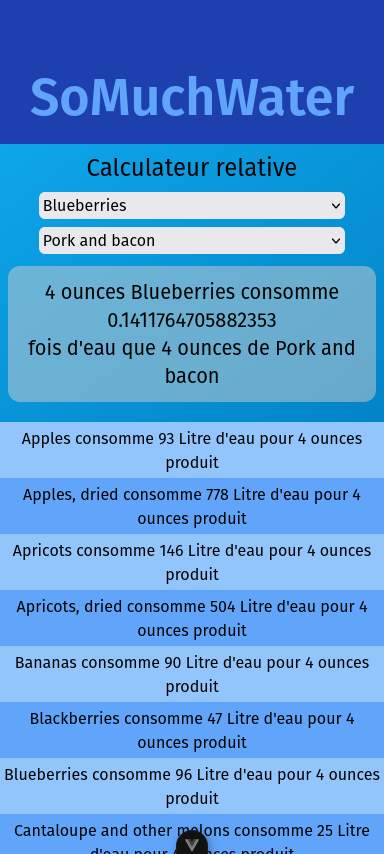 SoMuchWater
Calculateur relative
Blueberries
Pork and bacon
4 ounces Blueberries consomme
0.1411764705882353
fois d'eau que 4 ounces de Pork and
bacon
Apples consomme 93 Litre d'eau pour 4 ounces
produit
Apples, dried consomme 778 Litre d'eau pour 4
ounces produit
Apricots consomme 146 Litre d'eau pour 4 ounces
produit
Apricots, dried consomme 504 Litre d'eau pour 4
ounces produit
Bananas consomme 90 Litre d'eau pour 4 ounces
produit
Blackberries consomme 47 Litre d'eau pour 4
ounces produit
Blueberries consomme 96 Litre d'eau pour 4 ounces
produit
Cantaloupe and other melons consomme 25 Litre
d'eau pour 4 ounces produit